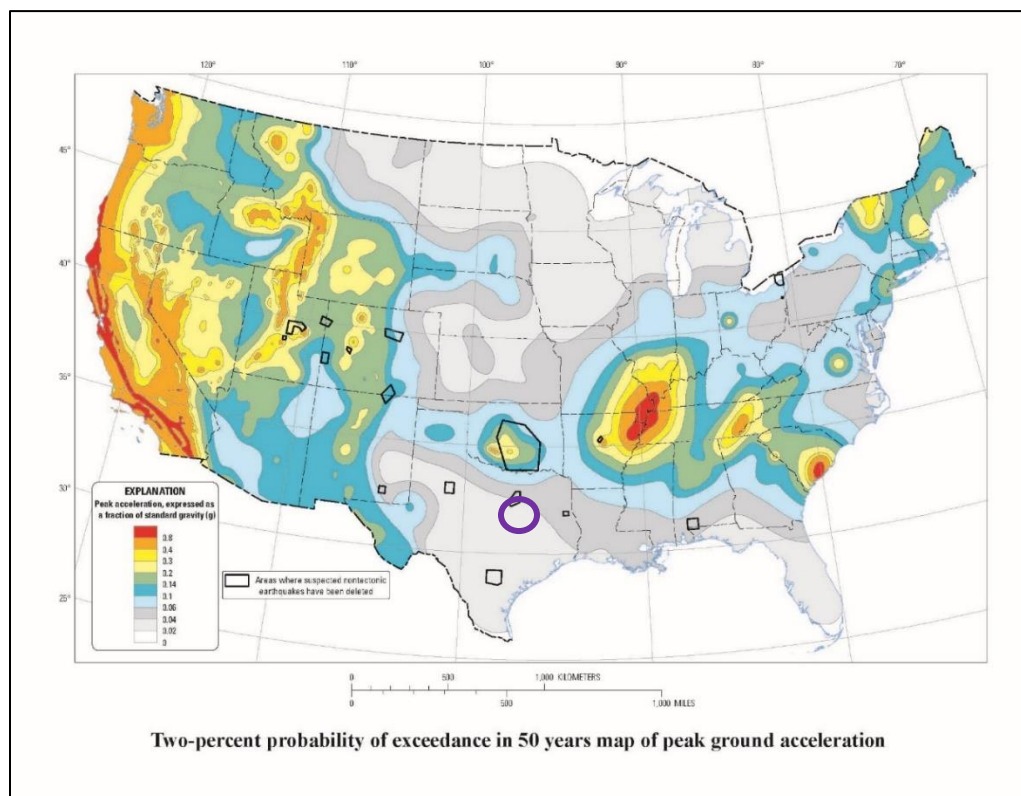 120°
110°
100°
90°
80°
70°
45°
40°
35°
30°
25°
EXPLANATION
Peak acceleration, expressed as
a fraction of standard gravity (g)
0.8
0.4
0.3
0.2
0.14
0.1
0.06
0.04
0.02
0
Areas where suspected nontectonic
earthquakes have been deleted
0 500 1,000 KILOMETERS
0 500 1,000 MILES
Two-percent probability of exceedance in 50 years map of peak ground acceleration